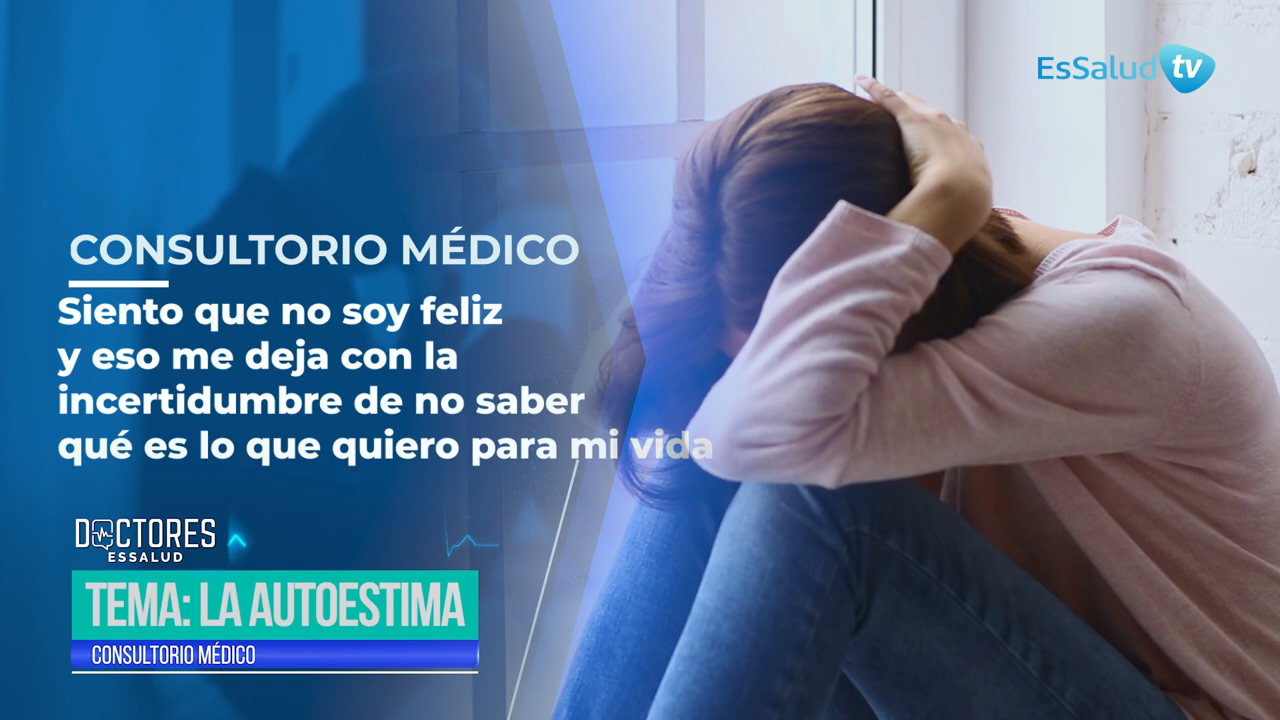 EsSalud tv
CONSULTORIO MÉDICO
Siento que no soy feliz
y eso me deja con la
incertidumbre de no saber
qué es lo que quiero para mi vida
DOCTORES
ESSALUD
TEMA: LA AUTOESTIMA
CONSULTORIO MÉDICO